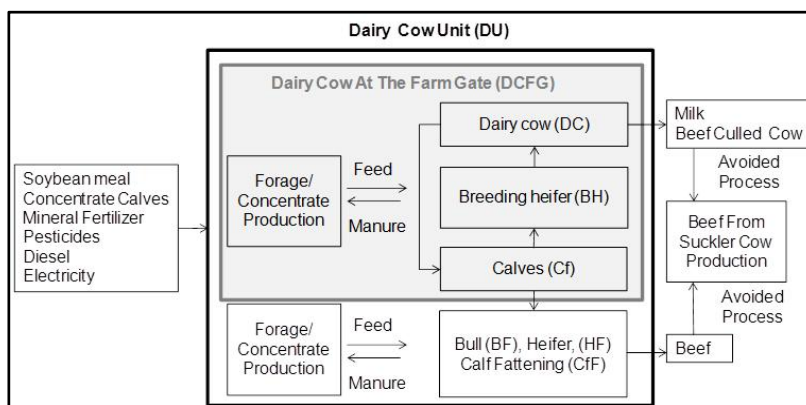 Dairy Cow Unit (DU)
Dairy Cow At The Farm Gate (DCFG)
Soybean meal
Concentrate Calves
Mineral Fertilizer
Pesticides
Diesel
Electricity
Forage/
Concentrate
Production
Feed
Manure
Dairy cow (DC)
Breeding heifer (BH)
Calves (Cf)
Forage/
Concentrate
Production
Feed
Manure
Bull (BF), Heifer, (HF)
Calf Fattening (CfF)
Milk
Beef Culled Cow
Avoided
Process
Beef From
Suckler Cow
Production
Avoided
Process
Beef